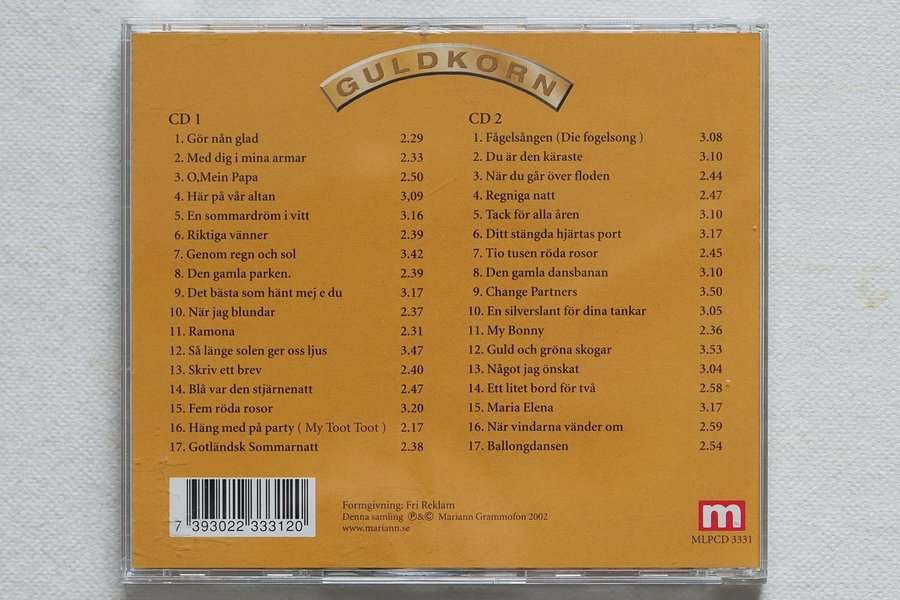 GULDKORN
CD 1
1. Gör nån glad 2.29
2. Med dig i mina armar 2.33
3. O,Mein Papa 2.50
4. Här på vår altan 3,09
5. En sommardröm i vitt 3.16
6. Riktiga vänner 2.39
7. Genom regn och sol 3.42
8. Den gamla parken. 2.39
9. Det bästa som hänt mej e du 3.17
10. När jag blundar 2.37
11. Ramona 2.31
12. Så länge solen ger oss ljus 3.47
13. Skriv ett brev 2.40
14. Blå var den stjärnenatt 2.47
15. Fem röda rosor 3.20
16. Häng med på party ( My Toot Toot ) 2.17
17. Gotländsk Sommarnatt 2.38
CD 2
1. Fågelsången (Die fogelsong ) 3.08
2. Du är den käraste 3.10
3. När du går över floden 2.44
4. Regniga natt 2.47
5. Tack för alla åren 3.10
6. Ditt stängda hjärtas port 3.17
7. Tio tusen röda rosor 2.45
8. Den gamla dansbanan 3.10
9. Change Partners 3.50
10. En silverslant för dina tankar 3.05
11. My Bonny 2.36
12. Guld och gröna skogar 3.53
13. Något jag önskat 3.04
14. Ett litet bord för två 2.58
15. Maria Elena 3.17
16. När vindarna vänder om 2.59
17. Ballongdansen 2.54
7 393022 333120
Formgivning: Fri Reklam
Denna samling ℗&© Mariann Grammofon 2002
www.mariann.se
m
MLPCD 3331